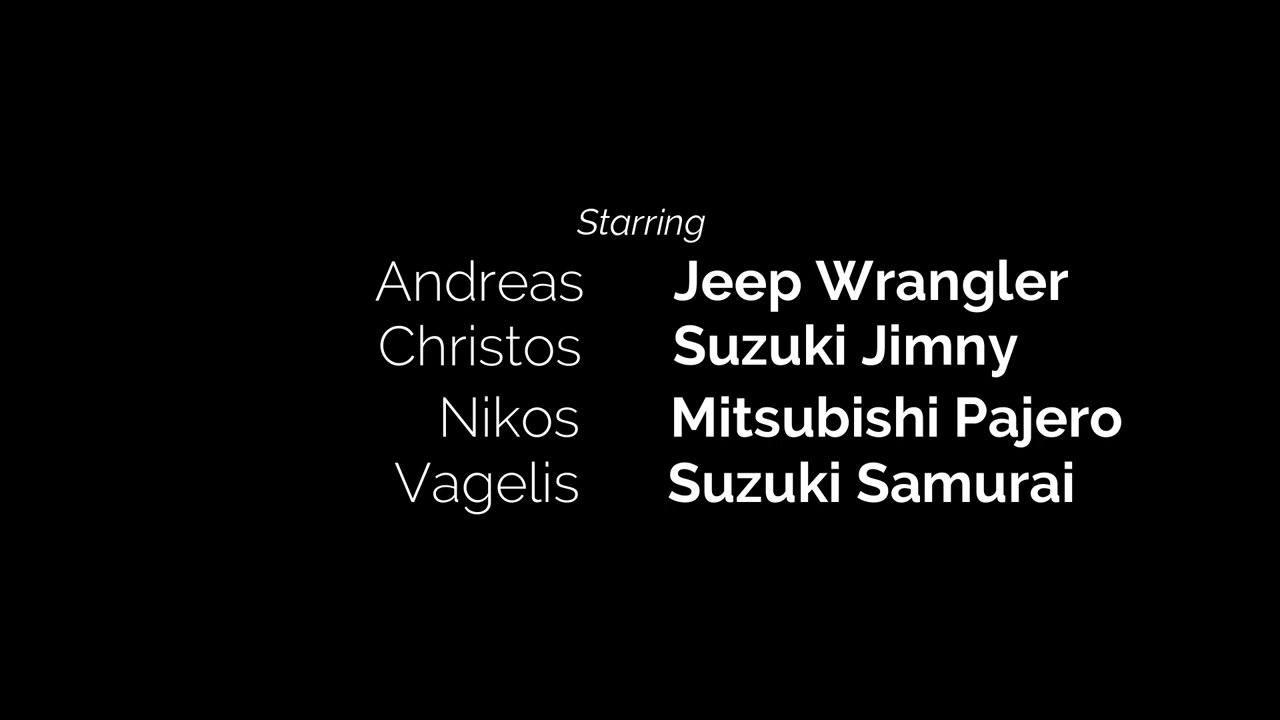 Starring
Andreas Jeep Wrangler
Christos Suzuki Jimny
Nikos Mitsubishi Pajero
Vagelis Suzuki Samurai